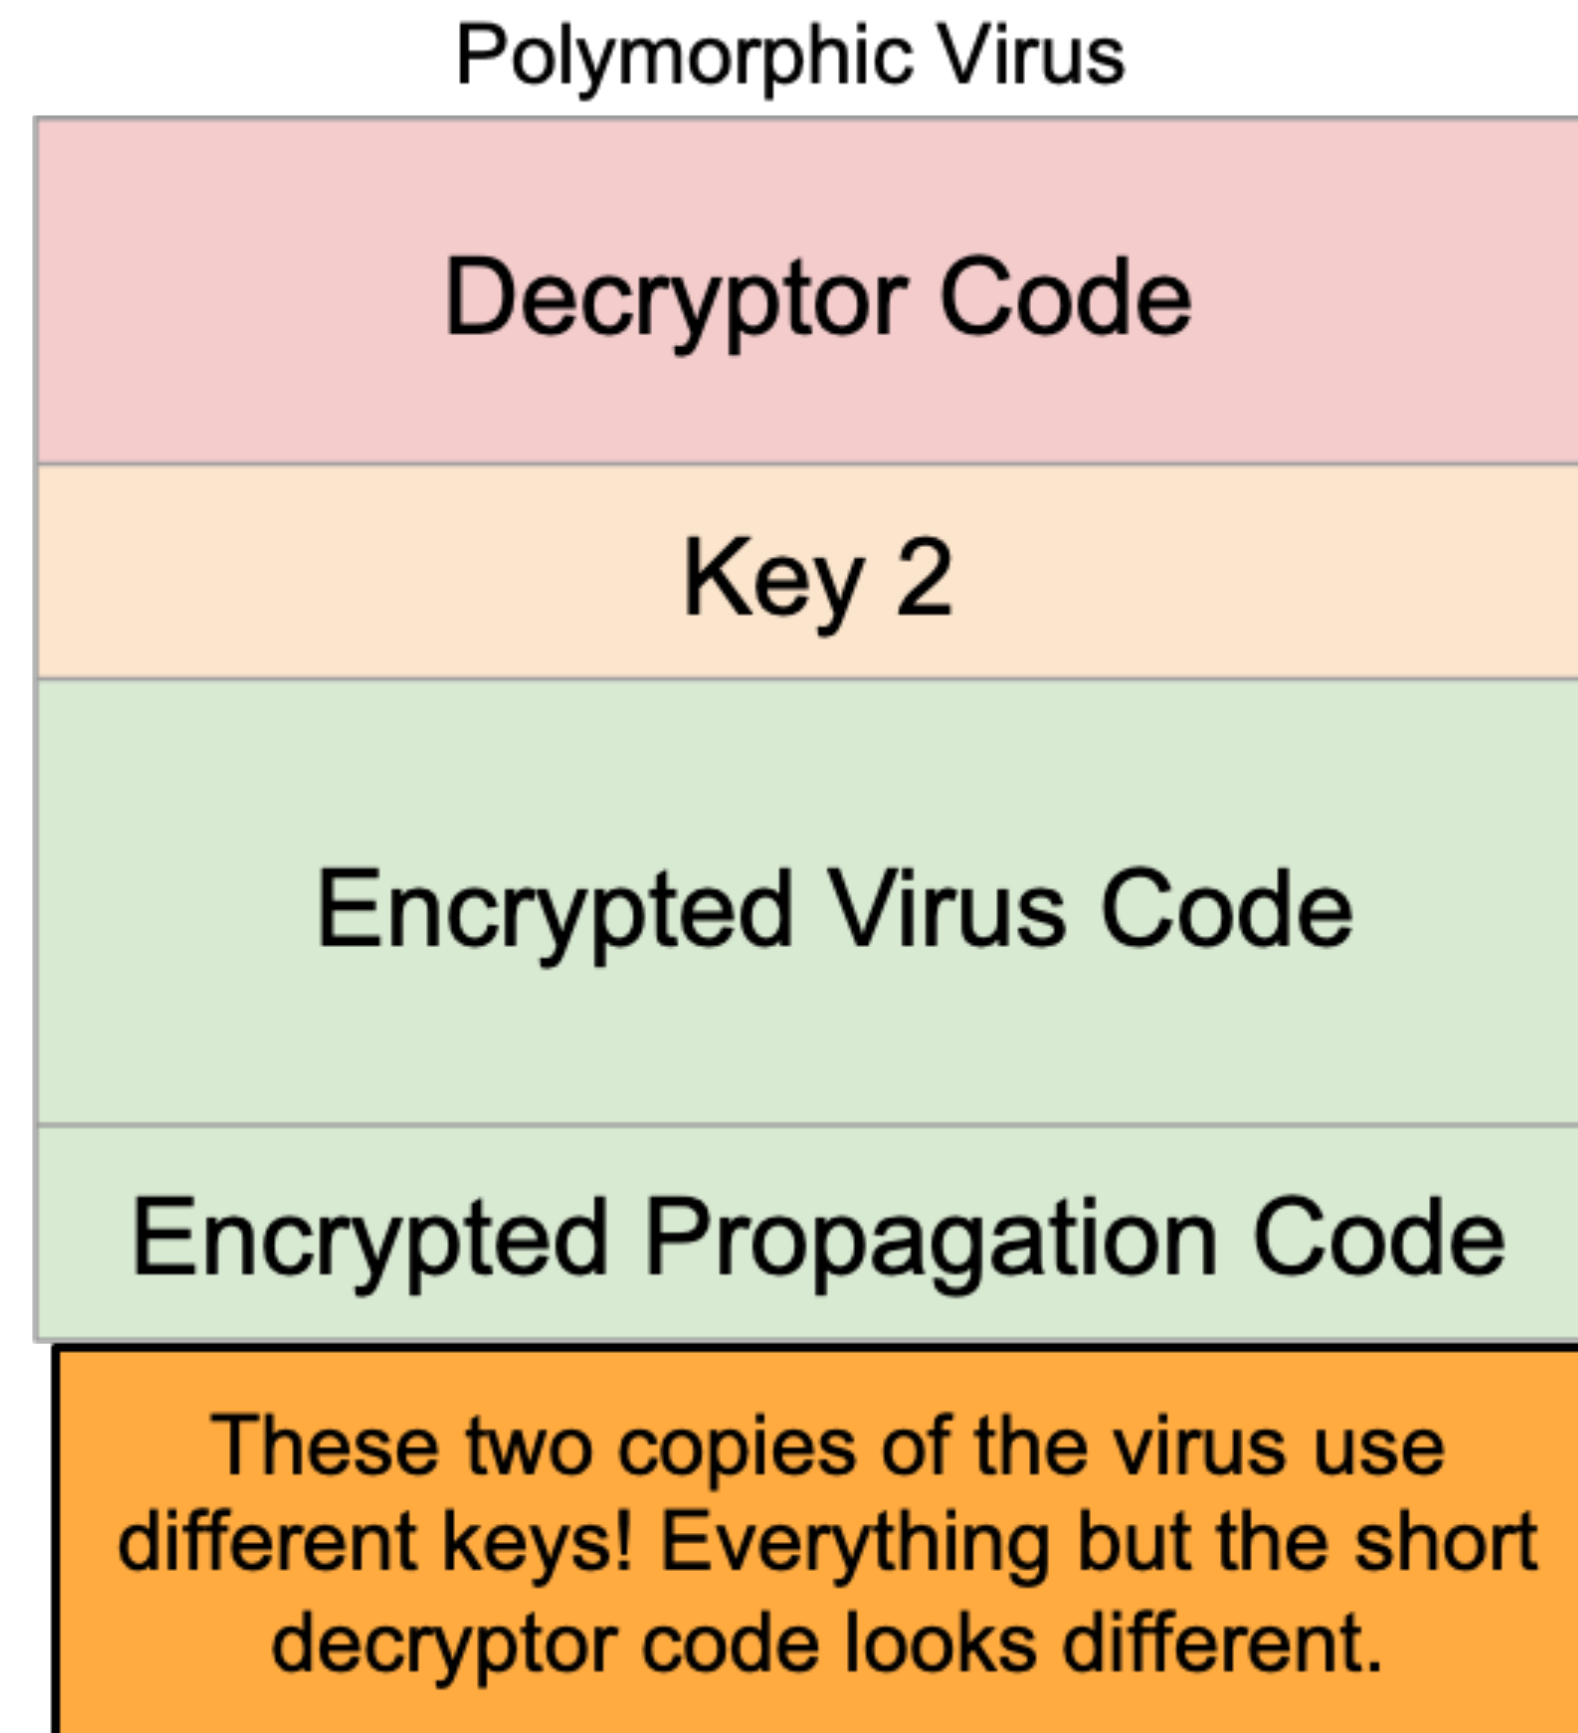 Polymorphic Virus
Decryptor Code
Key 2
Encrypted Virus Code
Encrypted Propagation Code
These two copies of the virus use
different keys! Everything but the short
decryptor code looks different.